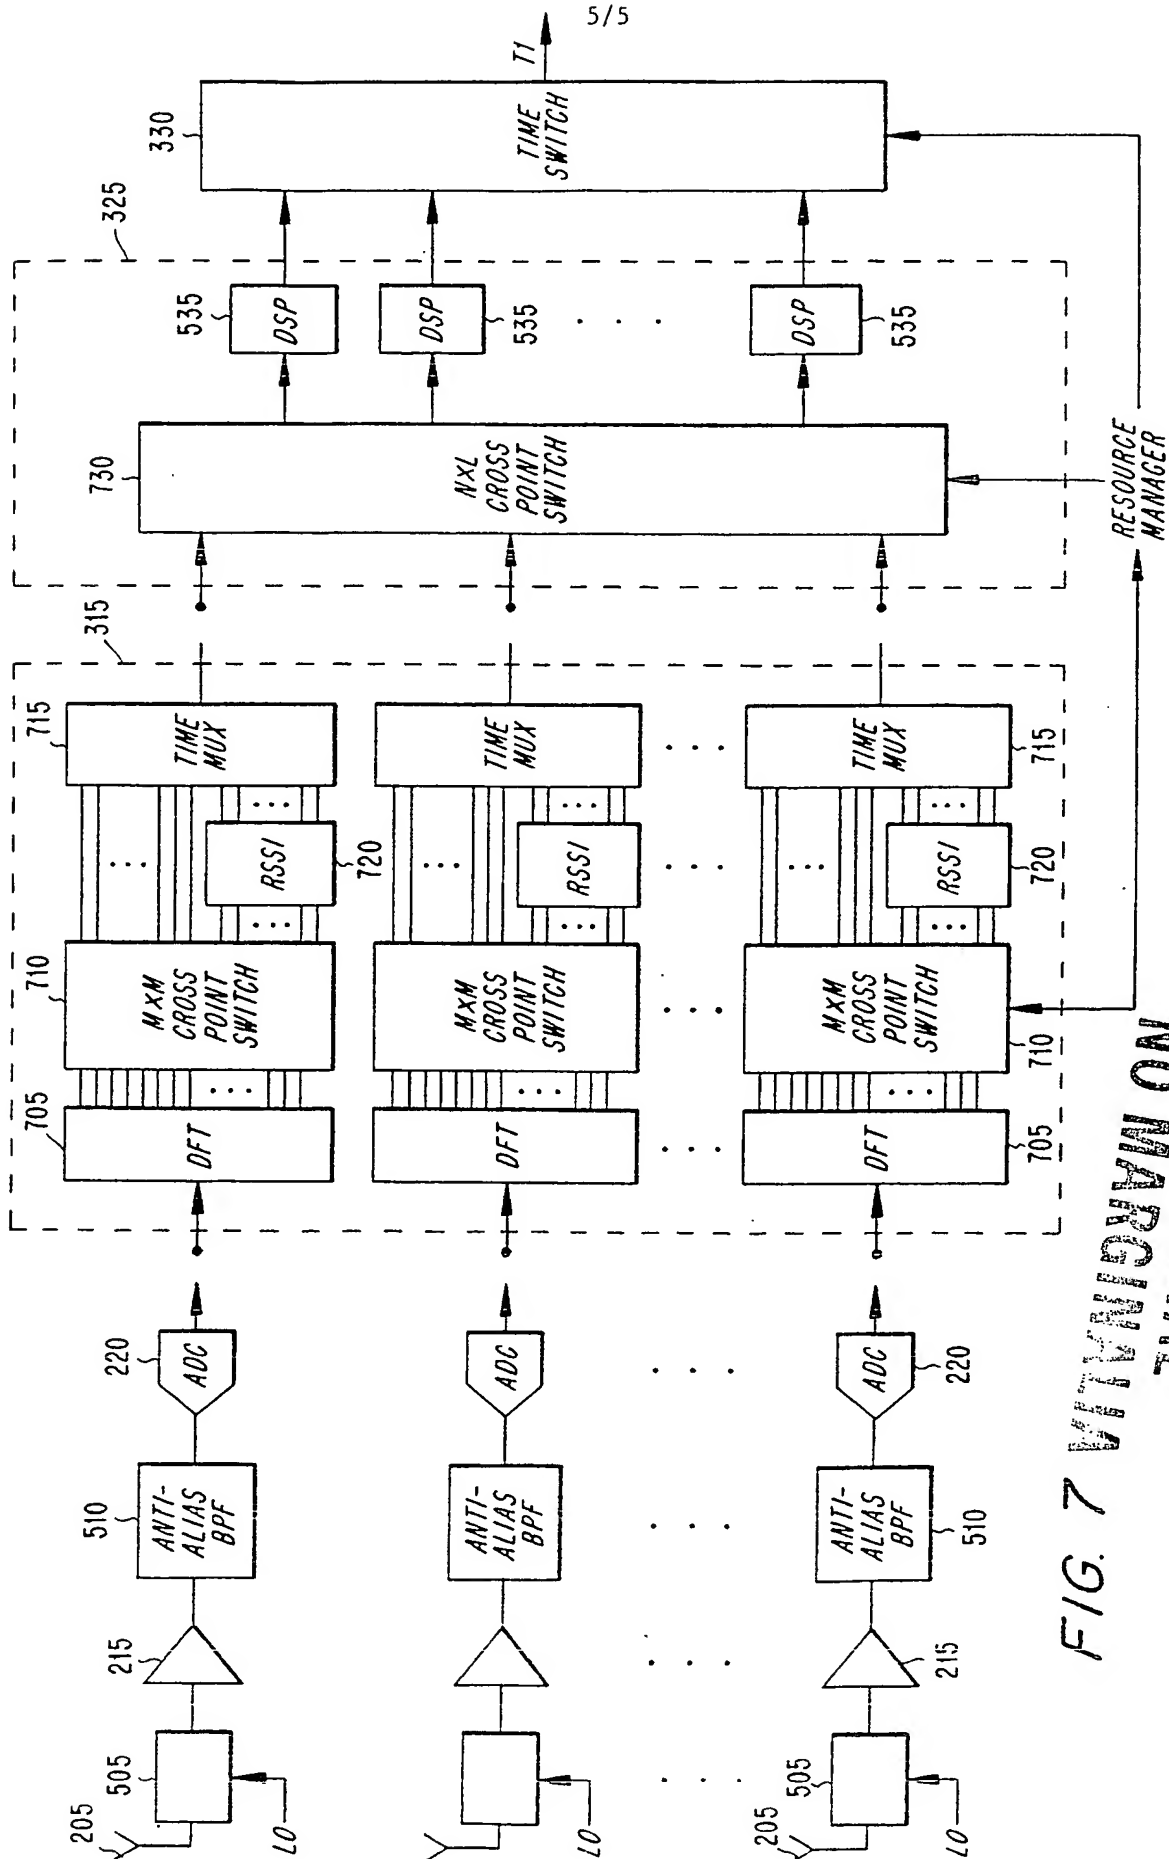 5/5
205
505
LO
215
510
ANTI-
ALIAS
BPF
220
ADC
315
705
DFT
710
MXM
CROSS
POINT
SWITCH
RSSI
720
715
TIME
MUX
325
730
NXL
CROSS
POINT
SWITCH
535
DSP
330
TIME
SWITCH
T1
LO
ANTI-
ALIAS
BPF
ADC
DFT
MXM
CROSS
POINT
SWITCH
RSSI
TIME
MUX
DSP
535
205
505
LO
215
ANTI-
ALIAS
BPF
510
ADC
220
DFT
705
MXM
CROSS
POINT
SWITCH
710
RSSI
720
TIME
MUX
715
DSP
535
RESOURCE
MANAGER
FIG. 7
ON MARGINALIA